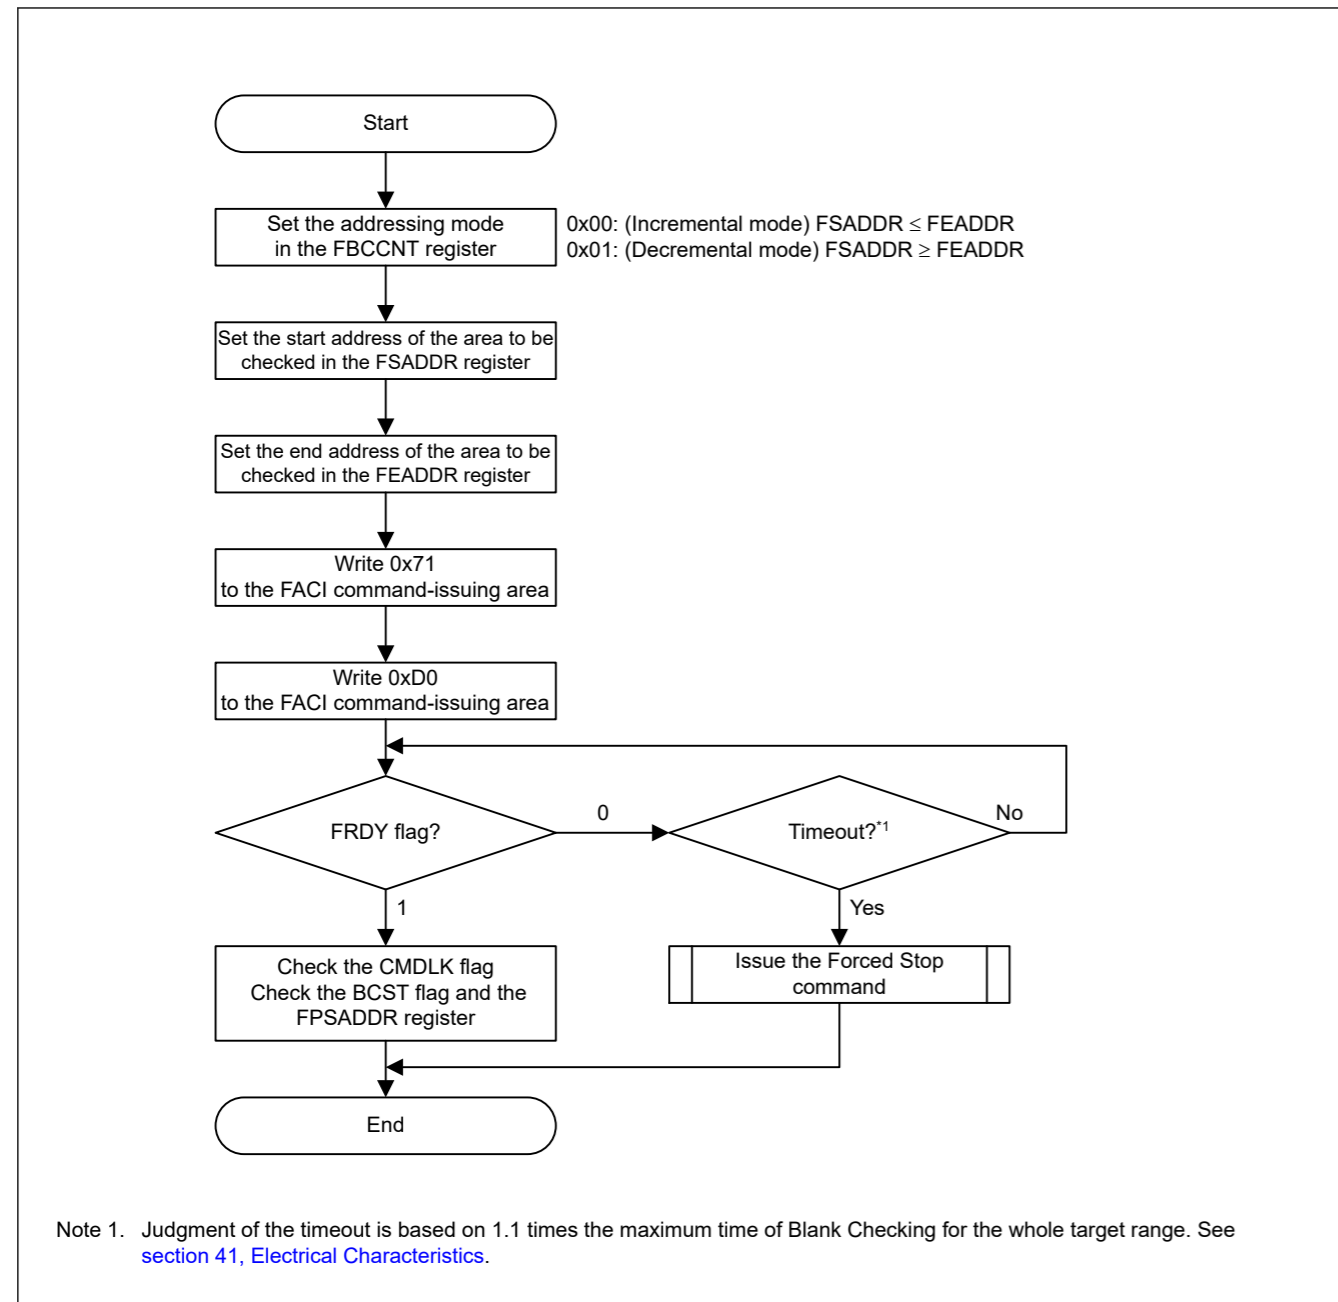 Start
Set the addressing mode
in the FBCCNT register
0x00: (Incremental mode) FSADDR ≤ FEADDR
0x01: (Decremental mode) FSADDR ≥ FEADDR
Set the start address of the area to be
checked in the FSADDR register
Set the end address of the area to be
checked in the FEADDR register
Write 0x71
to the FACI command-issuing area
Write 0xD0
to the FACI command-issuing area
FRDY flag?
0
Timeout?*1
No
1
Yes
Check the CMDLK flag
Check the BCST flag and the
FPSADDR register
Issue the Forced Stop
command
End
Note 1. Judgment of the timeout is based on 1.1 times the maximum time of Blank Checking for the whole target range. See
section 41, Electrical Characteristics.